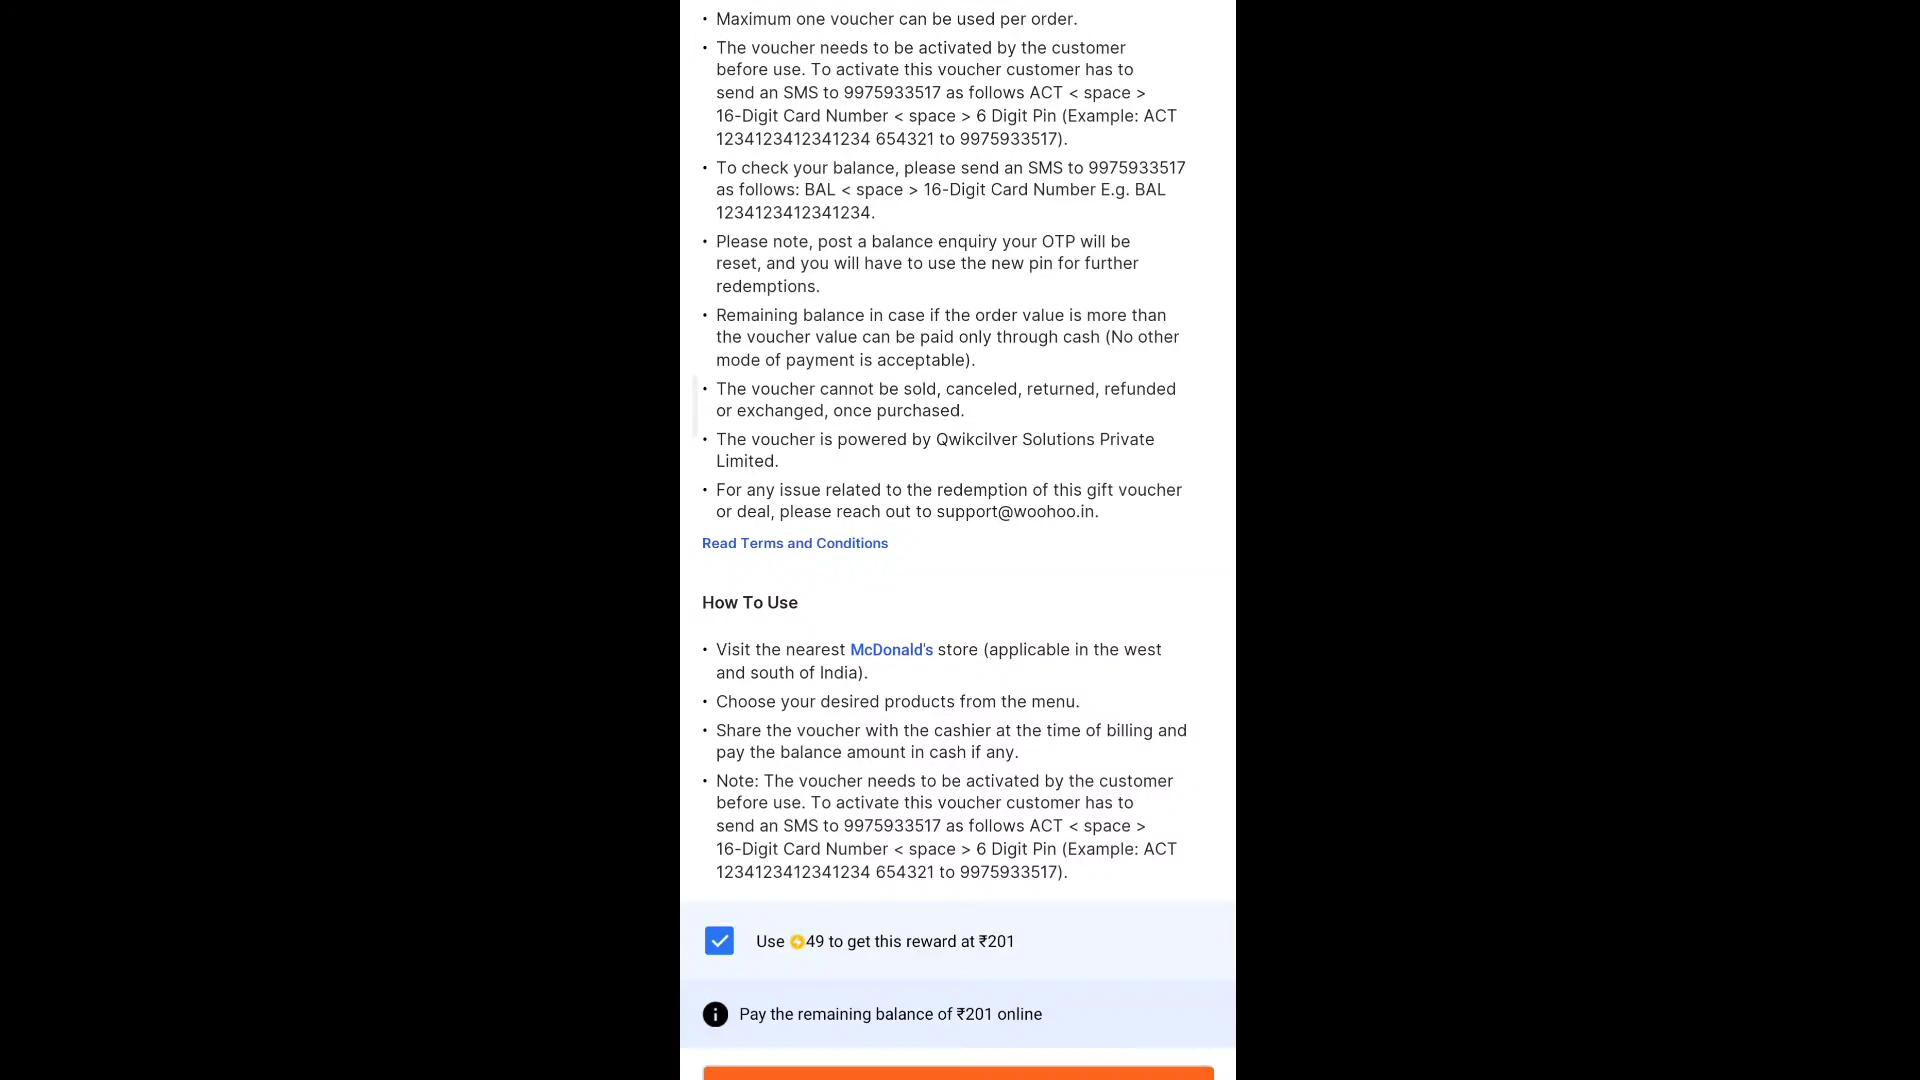 • Maximum one voucher can be used per order.
• The voucher needs to be activated by the customer
before use. To activate this voucher customer has to
send an SMS to 9975933517 as follows ACT < space >
16-Digit Card Number < space > 6 Digit Pin (Example: ACT
1234123412341234 654321 to 9975933517).
• To check your balance, please send an SMS to 9975933517
as follows: BAL < space > 16-Digit Card Number E.g. BAL
1234123412341234.
• Please note, post a balance enquiry your OTP will be
reset, and you will have to use the new pin for further
redemptions.
• Remaining balance in case if the order value is more than
the voucher value can be paid only through cash (No other
mode of payment is acceptable).
• The voucher cannot be sold, canceled, returned, refunded
or exchanged, once purchased.
• The voucher is powered by Qwikcilver Solutions Private
Limited.
• For any issue related to the redemption of this gift voucher
or deal, please reach out to support@woohoo.in.
Read Terms and Conditions
How To Use
• Visit the nearest McDonald's store (applicable in the west
and south of India).
• Choose your desired products from the menu.
• Share the voucher with the cashier at the time of billing and
pay the balance amount in cash if any.
• Note: The voucher needs to be activated by the customer
before use. To activate this voucher customer has to
send an SMS to 9975933517 as follows ACT < space >
16-Digit Card Number < space > 6 Digit Pin (Example: ACT
1234123412341234 654321 to 9975933517).
Use 49 to get this reward at ₹201
Pay the remaining balance of ₹201 online